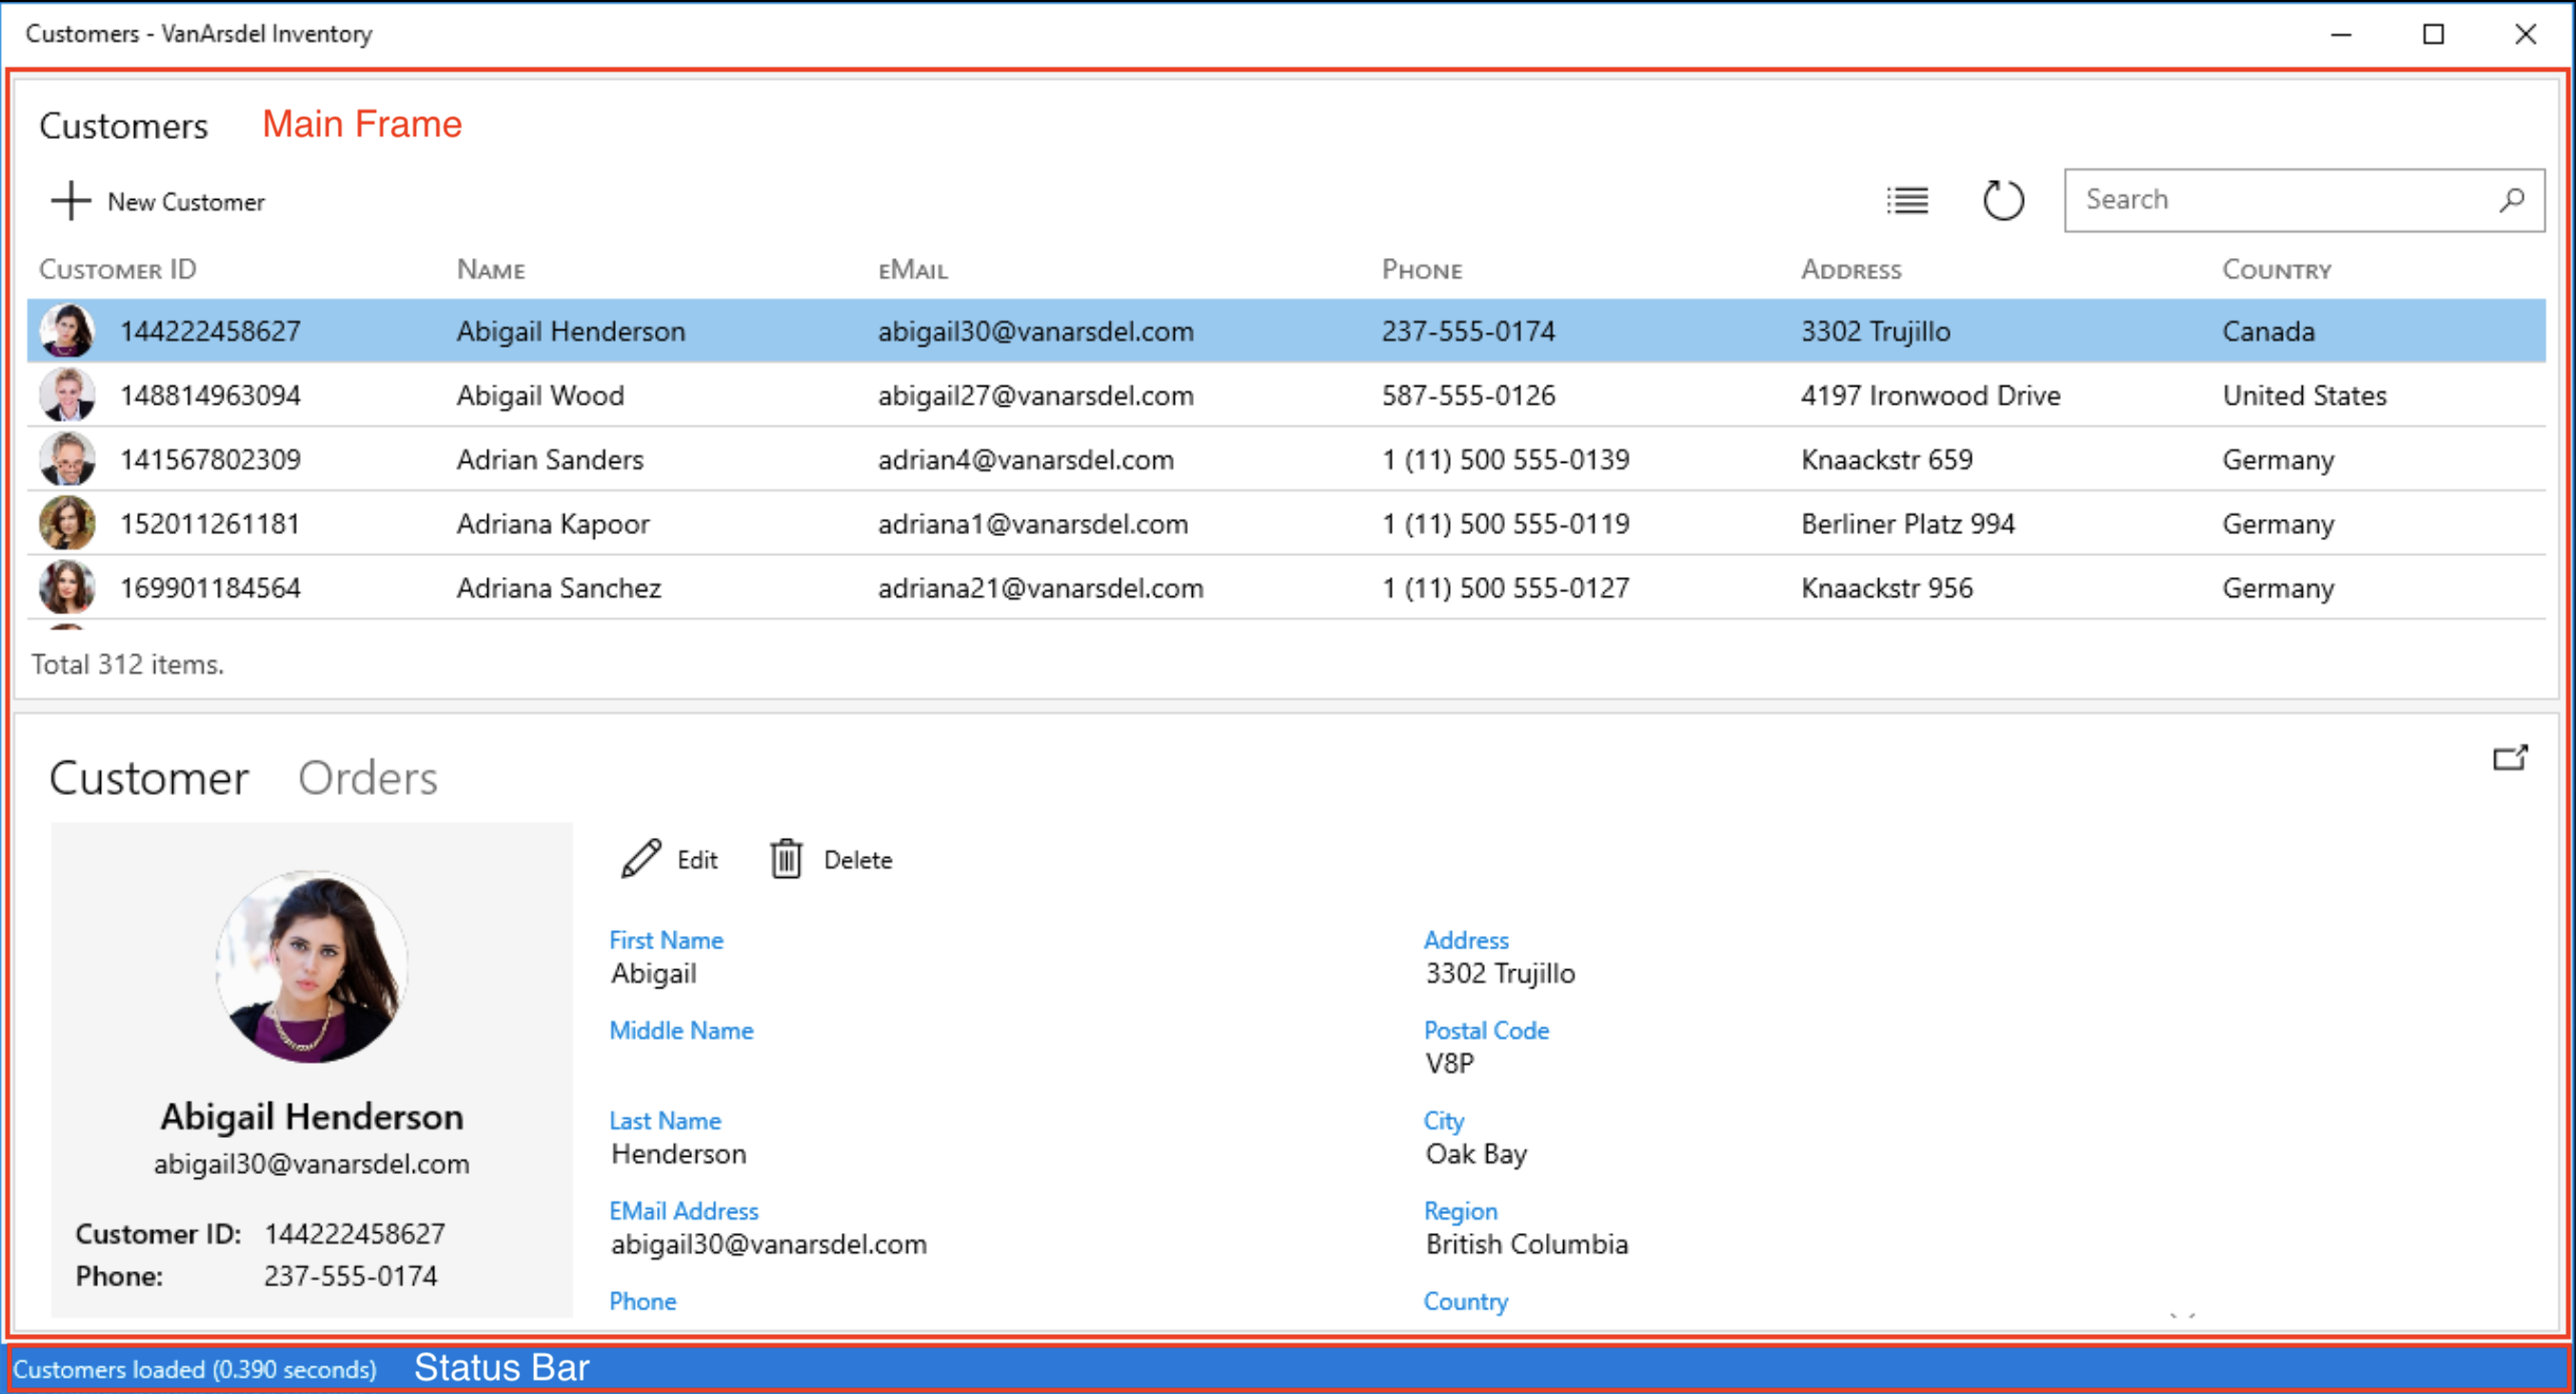 Customers - VanArsdel Inventory
Customers Main Frame
New Customer Search
Customer ID Name eMail Phone Address Country
144222458627 Abigail Henderson abigail30@vanarsdel.com 237-555-0174 3302 Trujillo Canada
148814963094 Abigail Wood abigail27@vanarsdel.com 587-555-0126 4197 Ironwood Drive United States
141567802309 Adrian Sanders adrian4@vanarsdel.com 1 (11) 500 555-0139 Knaackstr 659 Germany
152011261181 Adriana Kapoor adriana1@vanarsdel.com 1 (11) 500 555-0119 Berliner Platz 994 Germany
169901184564 Adriana Sanchez adriana21@vanarsdel.com 1 (11) 500 555-0127 Knaackstr 956 Germany
Total 312 items.
Customer Orders
Edit Delete
Abigail Henderson
abigail30@vanarsdel.com
Customer ID: 144222458627
Phone: 237-555-0174
First Name
Abigail
Middle Name
Last Name
Henderson
EMail Address
abigail30@vanarsdel.com
Phone
Address
3302 Trujillo
Postal Code
V8P
City
Oak Bay
Region
British Columbia
Country
Customers loaded (0.390 seconds) Status Bar